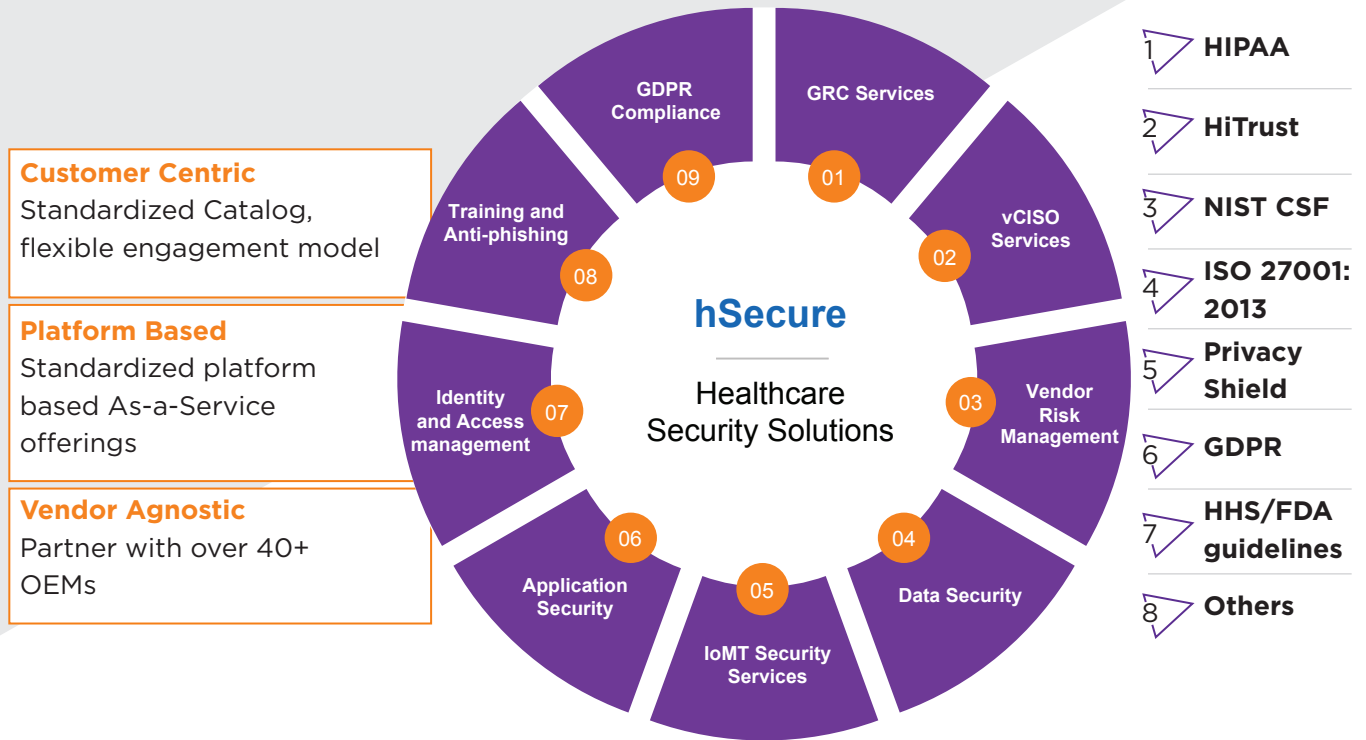 Customer Centric
Standardized Catalog,
flexible engagement model
Platform Based
Standardized platform
based As-a-Service
offerings
Vendor Agnostic
Partner with over 40+
OEMs
hSecure
Healthcare
Security Solutions
GRC Services
01
vCISO
Services
02
Vendor
Risk
Management
03
Data Security
04
IoMT Security
Services
05
Application
Security
06
Identity
and Access
management
07
Training and
Anti-phishing
08
GDPR
Compliance
09
1 HIPAA
2 HiTrust
3 NIST CSF
4 ISO 27001:
2013
5 Privacy
Shield
6 GDPR
7 HHS/FDA
guidelines
8 Others